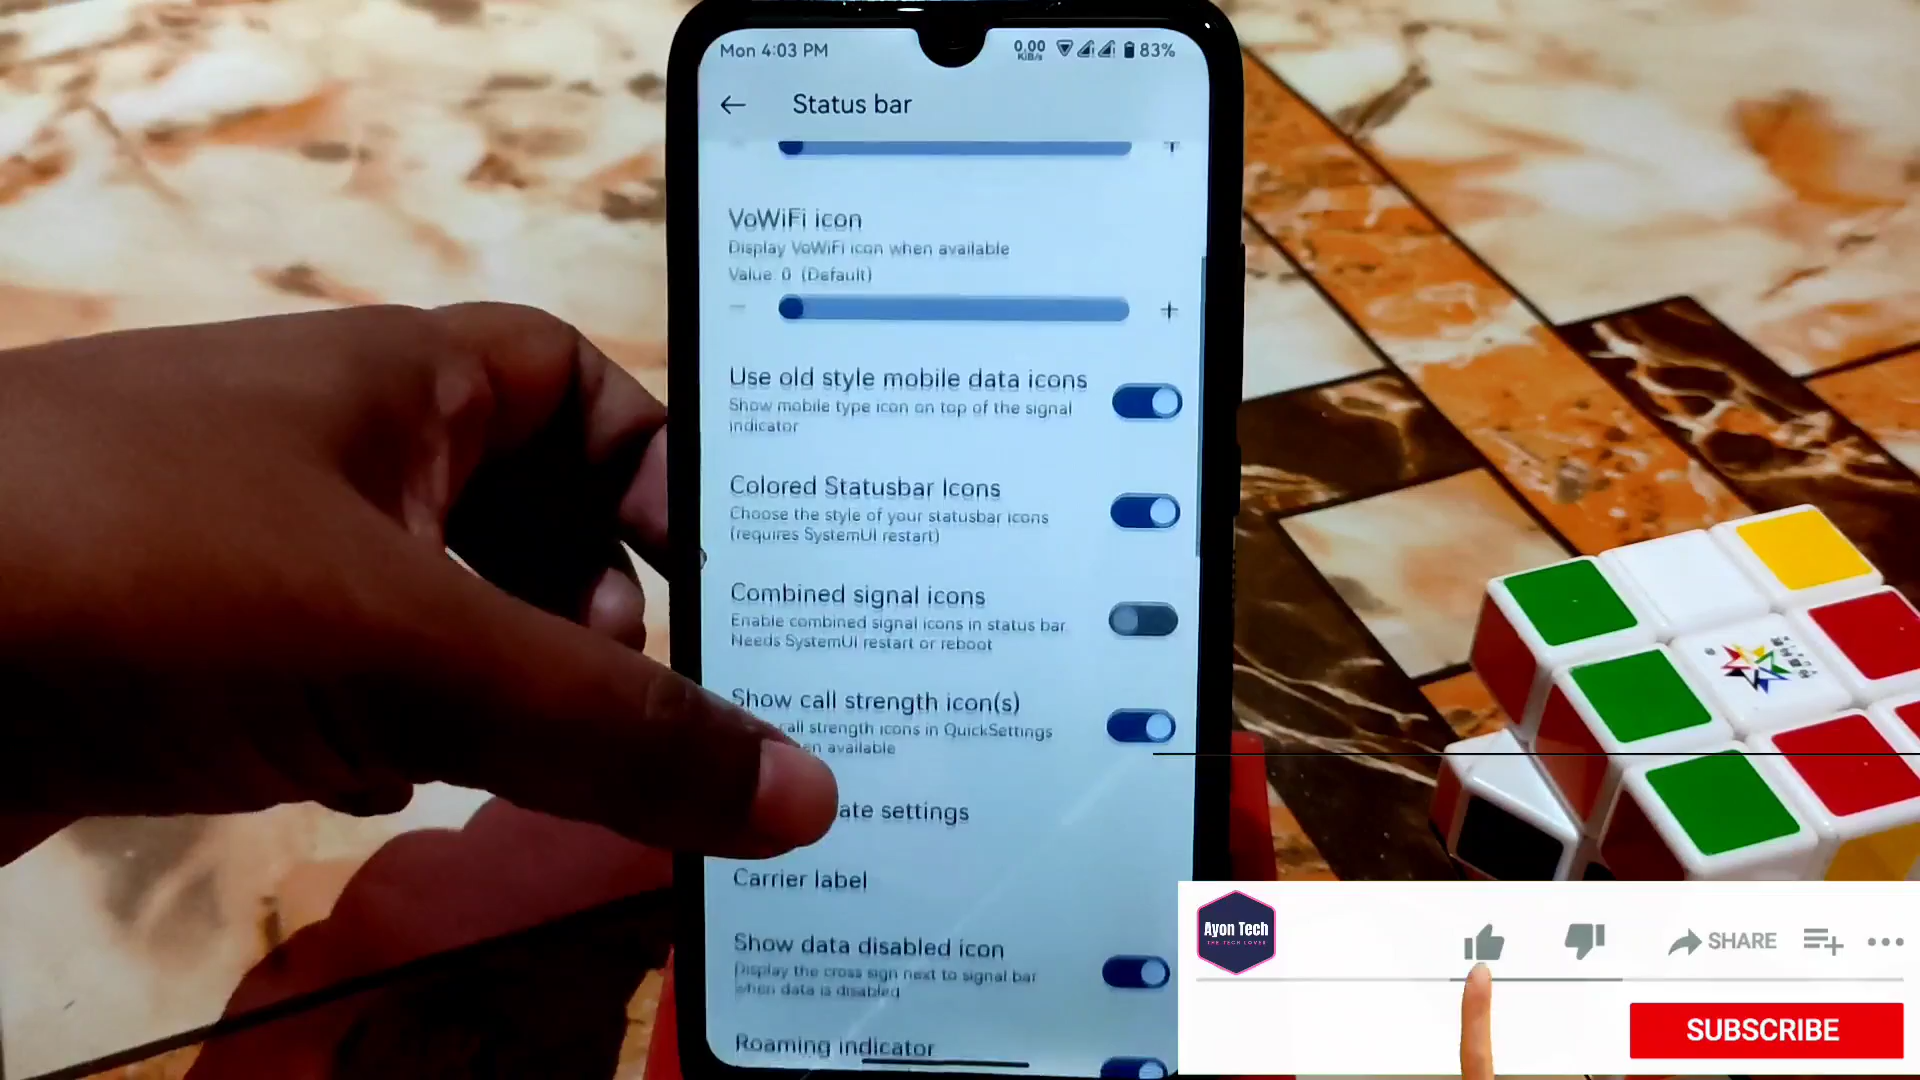 Mon 4:03 PM
0.00
KiB/s
83%
Status bar
VoWiFi icon
Display VoWiFi icon when available
Value: 0 (Default)
Use old style mobile data icons
Show mobile type icon on top of the signal
indicator
Colored Statusbar Icons
Choose the style of your statusbar icons
(requires SystemUI restart)
Combined signal icons
Enable combined signal icons in status bar.
Needs SystemUI restart or reboot
Show call strength icon(s)
call strength icons in QuickSettings
available
settings
Carrier label
Show data disabled icon
Display the cross sign next to signal bar
when data is disabled
Roaming indicator
Ayon Tech
THE TECH LOVER
SHARE
SUBSCRIBE